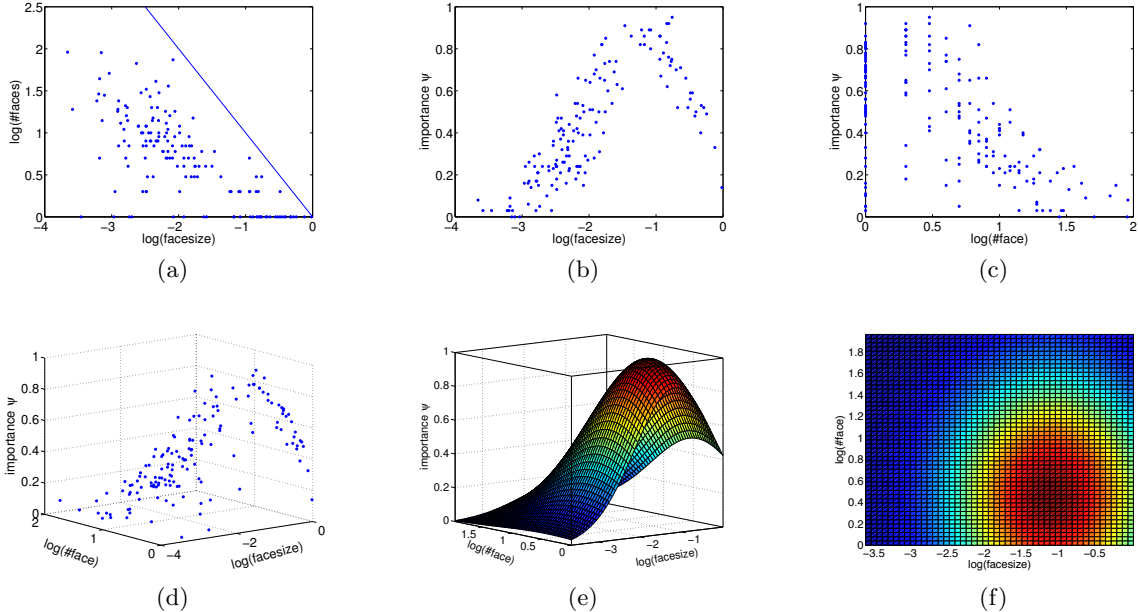 2.5
2
1.5
1
0.5
0
log(#faces)
−4 −3 −2 −1 0
log(facesize)
(a)
1
0.8
0.6
0.4
0.2
0
importance ψ
−4 −3 −2 −1 0
log(facesize)
(b)
1
0.8
0.6
0.4
0.2
0
importance ψ
0 0.5 1 1.5 2
log(#face)
(c)
1
0.8
0.6
0.4
0.2
0
importance ψ
2 1 0
log(#face)
−4 −2 0
log(facesize)
(d)
1
0.8
0.6
0.4
0.2
0
importance ψ
1.5 1 0.5 0
log(#face)
−3 −2 −1
log(facesize)
(e)
1.8
1.6
1.4
1.2
1
0.8
0.6
0.4
0.2
0
log(#face)
−3.5 −3 −2.5 −2 −1.5 −1 −0.5
log(facesize)
(f)